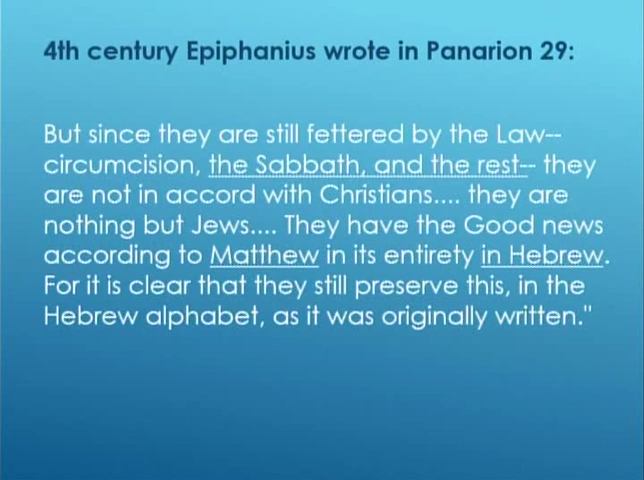 4th century Epiphanius wrote in Panarion 29:
But since they are still fettered by the Law--
circumcision, the Sabbath, and the rest-- they
are not in accord with Christians.... they are
nothing but Jews.... They have the Good news
according to Matthew in its entirety in Hebrew.
For it is clear that they still preserve this, in the
Hebrew alphabet, as it was originally written."